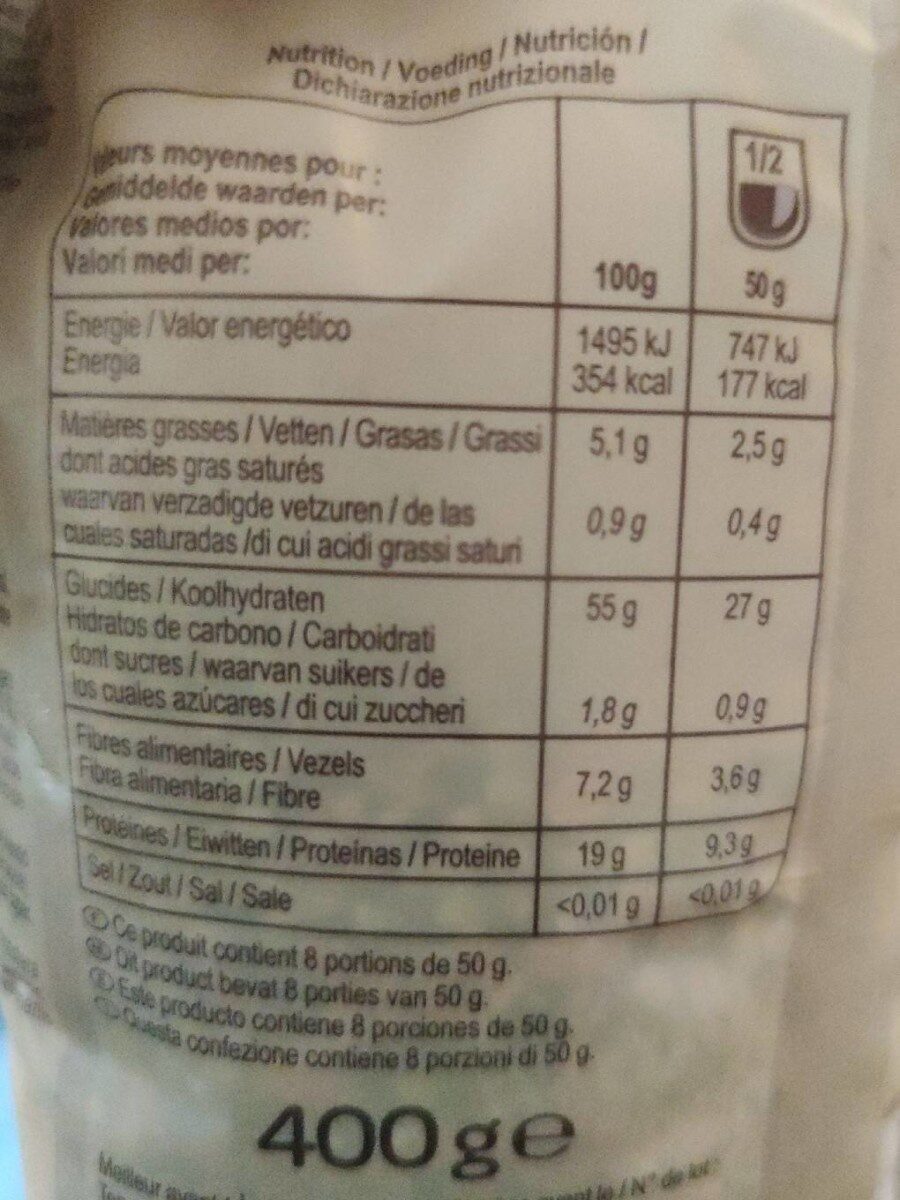 Nutrition / Voeding / Nutrición /
Dichiarazione nutrizionale
moyennes pour :
Gemiddelde waarden per:
Valores medios por:
Valori medi per:
100g
1/2
50 g
Energie / Valor energético
Energia
1495 kJ 747 kJ
354 kcal 177 kcal
Matières grasses / Vetten / Grasas / Grassi 5,1 g 2,5 g
dont acides gras saturés
waarvan verzadigde vetzuren / de las
cuales saturadas /di cui acidi grassi saturi 0,9 g 0,4 g
Glucides / Koolhydraten
Hidratos de carbono / Carboidrati 55 g 27 g
dont sucres / waarvan suikers / de
los cuales azúcares / di cui zuccheri 1,8 g 0,9 g
Fibres alimentaires / Vezels
Fibra alimentaria / Fibre 7,2 g 3,6 g
Protéines / Eiwitten / Proteínas / Proteine 19 g 9,3 g
Sel / Zout / Sal / Sale <0,01 g <0,01 g
Ce produit contient 8 portions de 50 g.
Dit product bevat 8 porties van 50 g.
Este producto contiene 8 porciones de 50 g.
Questa confezione contiene 8 porzioni di 50 g.
400 g e
Meilleur le / N° de lot :